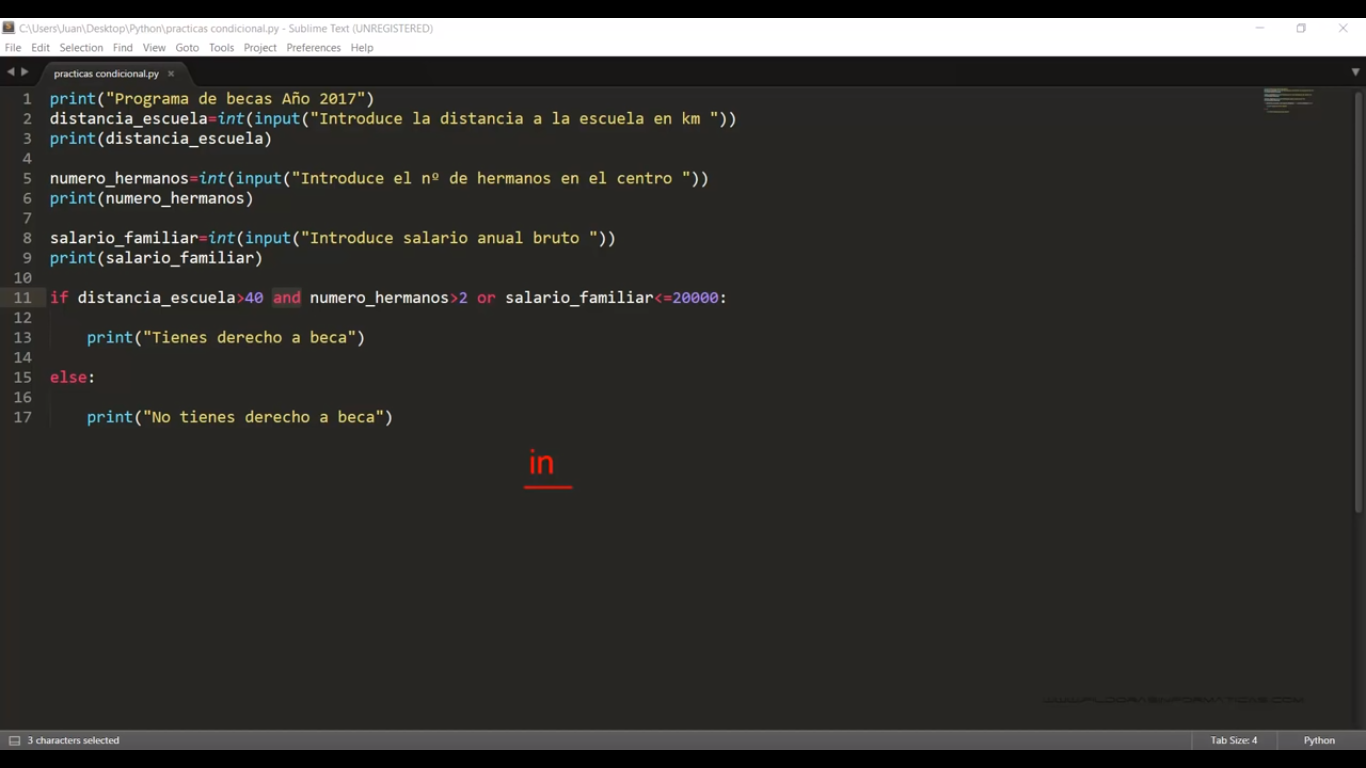 C:\Users\Juan\Desktop\Python\practicas condicional.py - Sublime Text (UNREGISTERED)
File Edit Selection Find View Goto Tools Project Preferences Help
practicas condicional.py
1 print("Programa de becas Año 2017")
2 distancia_escuela=int(input("Introduce la distancia a la escuela en km "))
3 print(distancia_escuela)
4
5 numero_hermanos=int(input("Introduce el nº de hermanos en el centro "))
6 print(numero_hermanos)
7
8 salario_familiar=int(input("Introduce salario anual bruto "))
9 print(salario_familiar)
10
11 if distancia_escuela>40 and numero_hermanos>2 or salario_familiar<=20000:
12
13     print("Tienes derecho a beca")
14
15 else:
16
17     print("No tienes derecho a beca")
in
WWW.PILDORASINFORMATICAS.COM
3 characters selected Tab Size: 4 Python